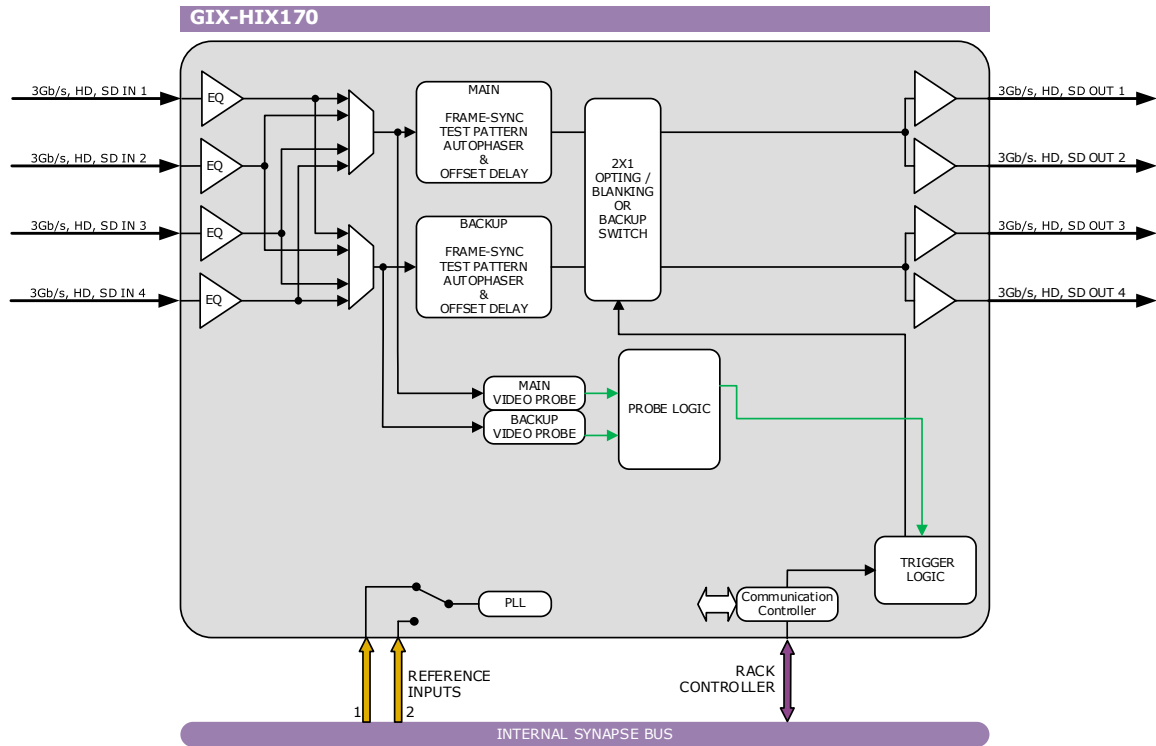 GIX-HIX170
3Gb/s, HD, SD IN 1
3Gb/s, HD, SD IN 2
3Gb/s, HD, SD IN 3
3Gb/s, HD, SD IN 4
EQ
EQ
EQ
EQ
MAIN
FRAME-SYNC
TEST PATTERN
AUTOPHASER
&
OFFSET DELAY
BACKUP
FRAME-SYNC
TEST PATTERN
AUTOPHASER
&
OFFSET DELAY
2X1
OPTING /
BLANKING
OR
BACKUP
SWITCH
3Gb/s, HD, SD OUT 1
3Gb/s. HD, SD OUT 2
3Gb/s, HD, SD OUT 3
3Gb/s, HD, SD OUT 4
MAIN
VIDEO PROBE
BACKUP
VIDEO PROBE
PROBE LOGIC
TRIGGER
LOGIC
PLL
Communication
Controller
REFERENCE
INPUTS
1
2
RACK
CONTROLLER
INTERNAL SYNAPSE BUS